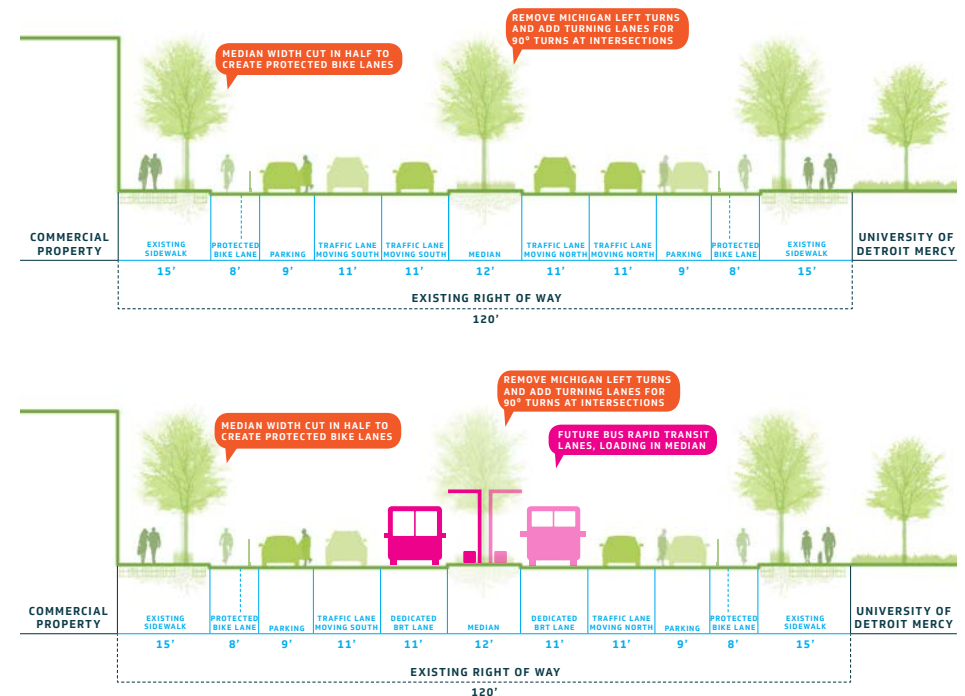 REMOVE MICHIGAN LEFT TURNS
AND ADD TURNING LANES FOR
90° TURNS AT INTERSECTIONS
MEDIAN WIDTH CUT IN HALF TO
CREATE PROTECTED BIKE LANES
COMMERCIAL
PROPERTY
EXISTING
SIDEWALK
15'
PROTECTED
BIKE LANE
8'
PARKING
9'
TRAFFIC LANE
MOVING SOUTH
11'
TRAFFIC LANE
MOVING SOUTH
11'
MEDIAN
12'
TRAFFIC LANE
MOVING NORTH
11'
TRAFFIC LANE
MOVING NORTH
11'
PARKING
9'
PROTECTED
BIKE LANE
8'
EXISTING
SIDEWALK
15'
UNIVERSITY OF
DETROIT MERCY
EXISTING RIGHT OF WAY
120'
REMOVE MICHIGAN LEFT TURNS
AND ADD TURNING LANES FOR
90° TURNS AT INTERSECTIONS
MEDIAN WIDTH CUT IN HALF TO
CREATE PROTECTED BIKE LANES
FUTURE BUS RAPID TRANSIT
LANES, LOADING IN MEDIAN
COMMERCIAL
PROPERTY
EXISTING
SIDEWALK
15'
PROTECTED
BIKE LANE
8'
PARKING
9'
TRAFFIC LANE
MOVING SOUTH
11'
DEDICATED
BRT LANE
11'
MEDIAN
12'
DEDICATED
BRT LANE
11'
TRAFFIC LANE
MOVING NORTH
11'
PARKING
9'
PROTECTED
BIKE LANE
8'
EXISTING
SIDEWALK
15'
UNIVERSITY OF
DETROIT MERCY
EXISTING RIGHT OF WAY
120'